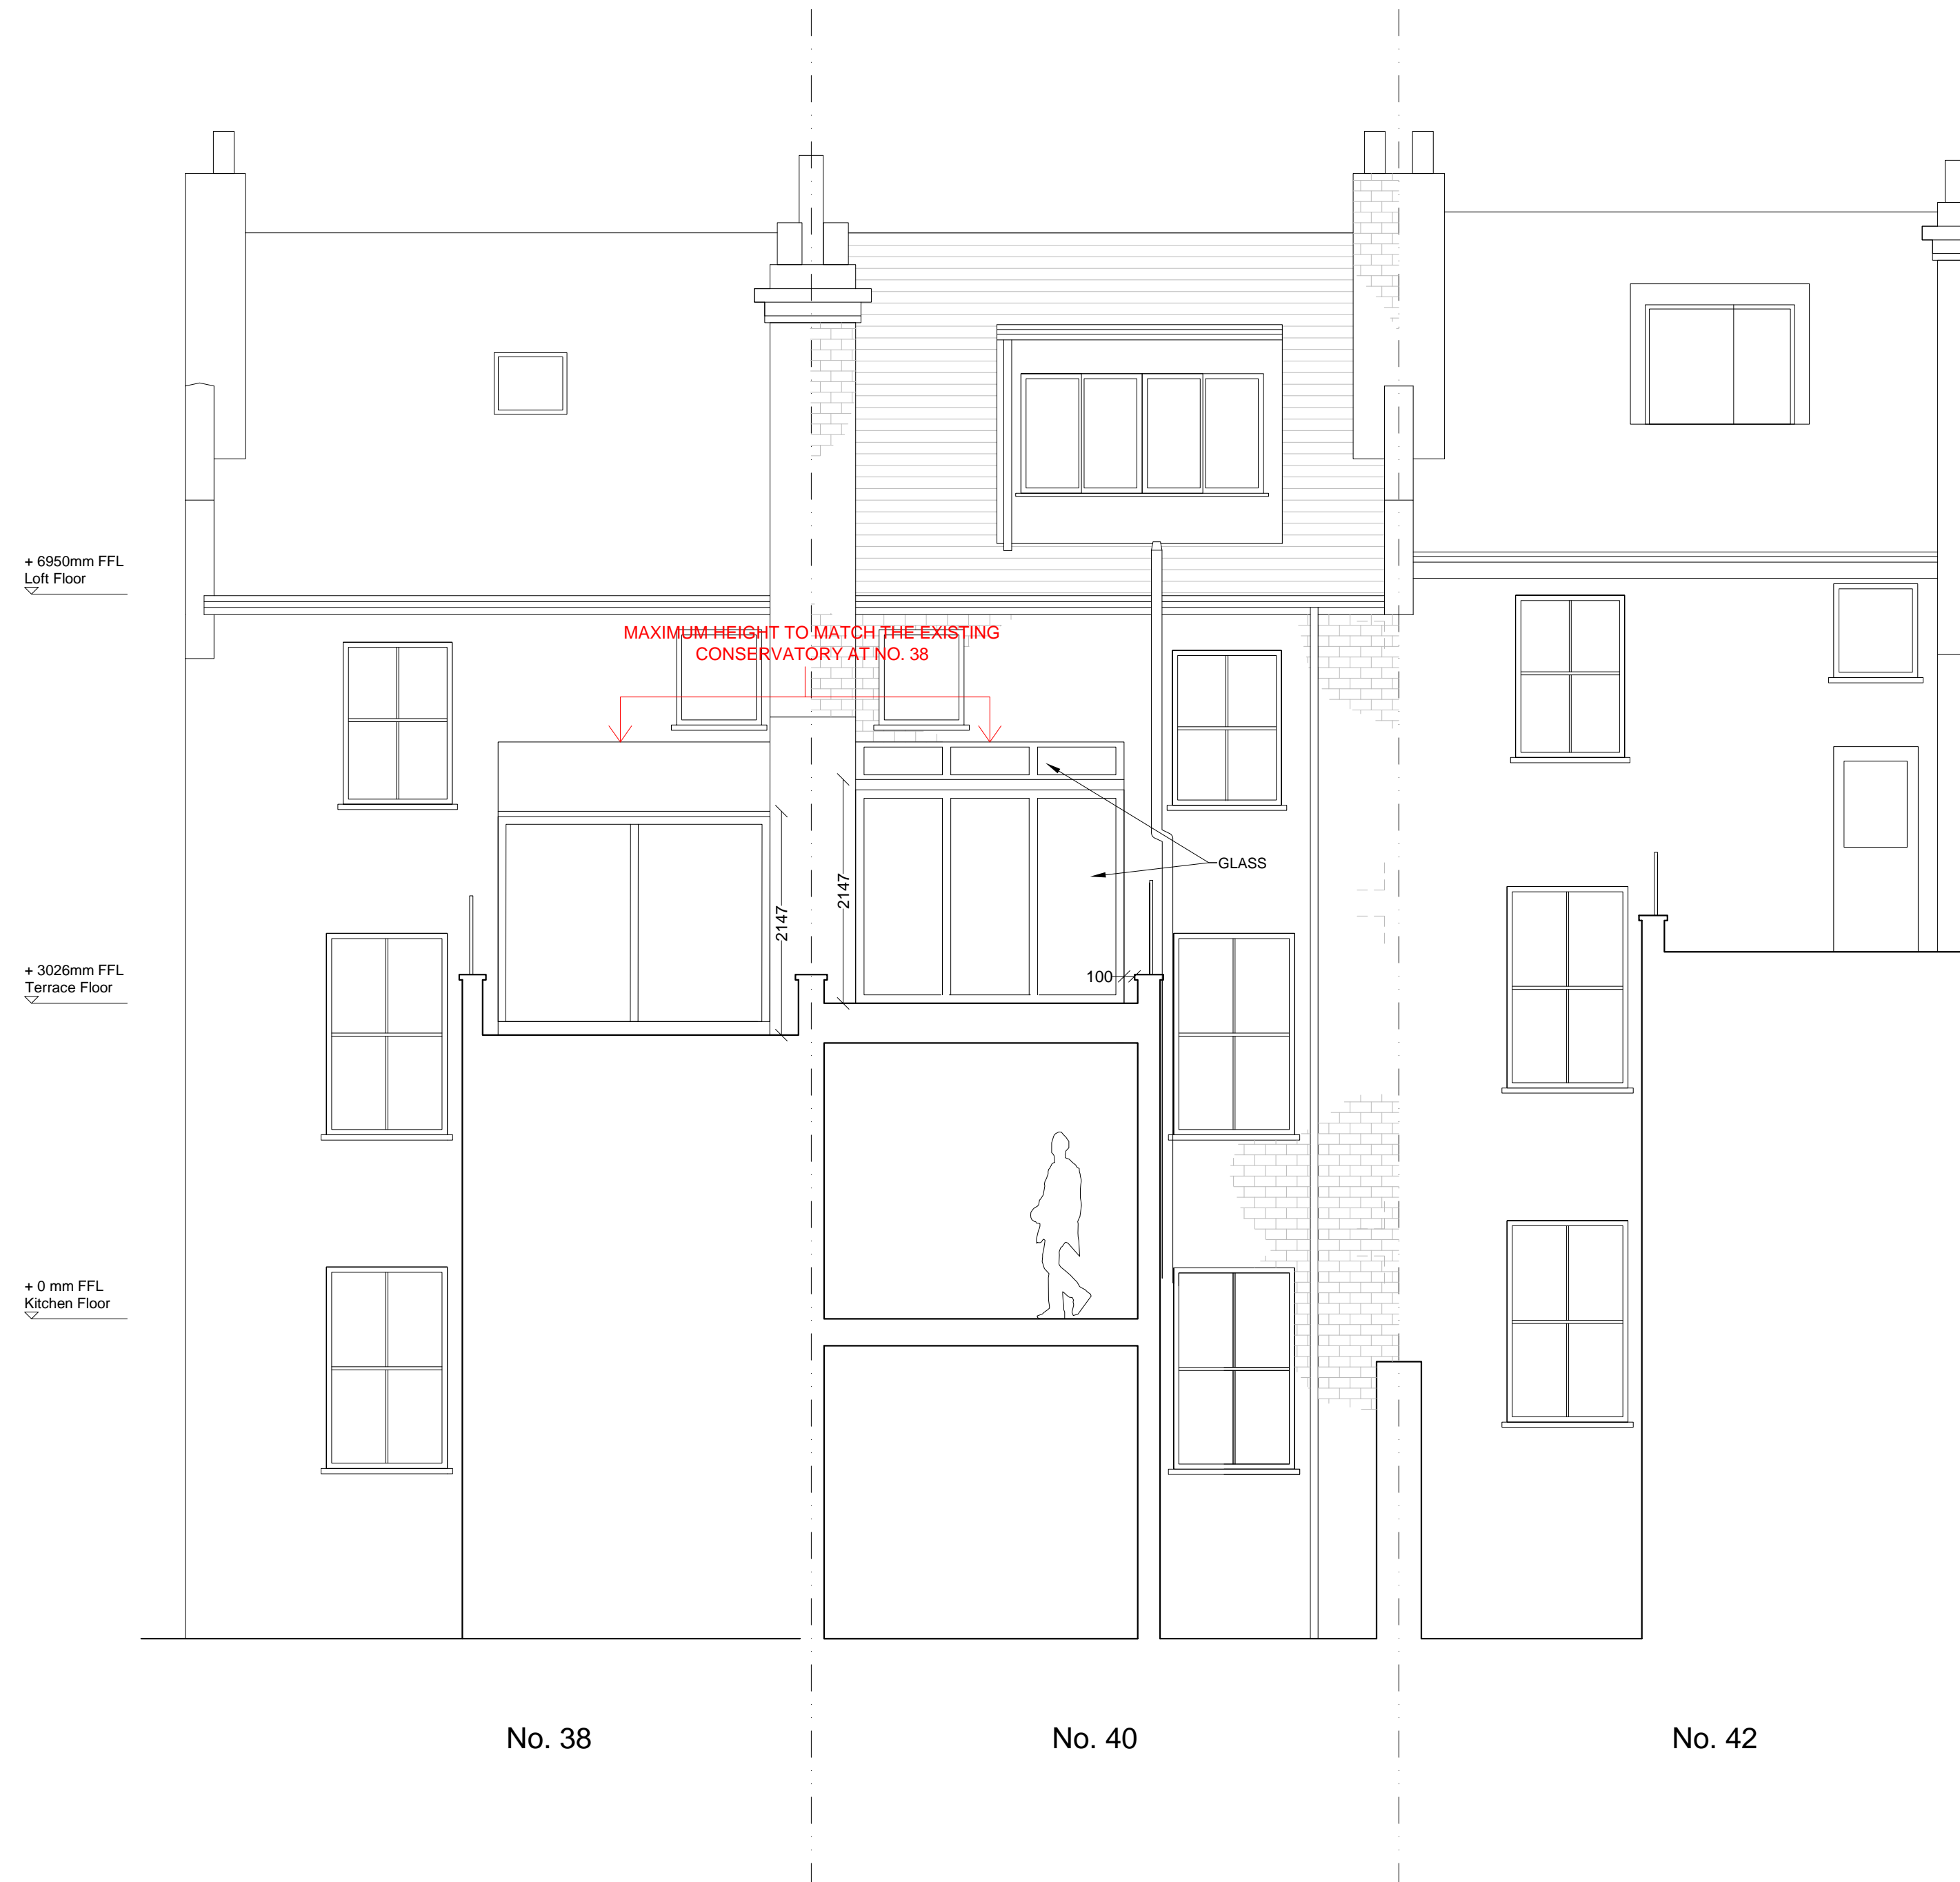 + 6950mm FFL
Loft Floor
MAXIMUM HEIGHT TO MATCH THE EXISTING
CONSERVATORY AT NO. 38
GLASS
2147
2147
100
+ 3026mm FFL
Terrace Floor
+ 0 mm FFL
Kitchen Floor
No. 38
No. 40
No. 42